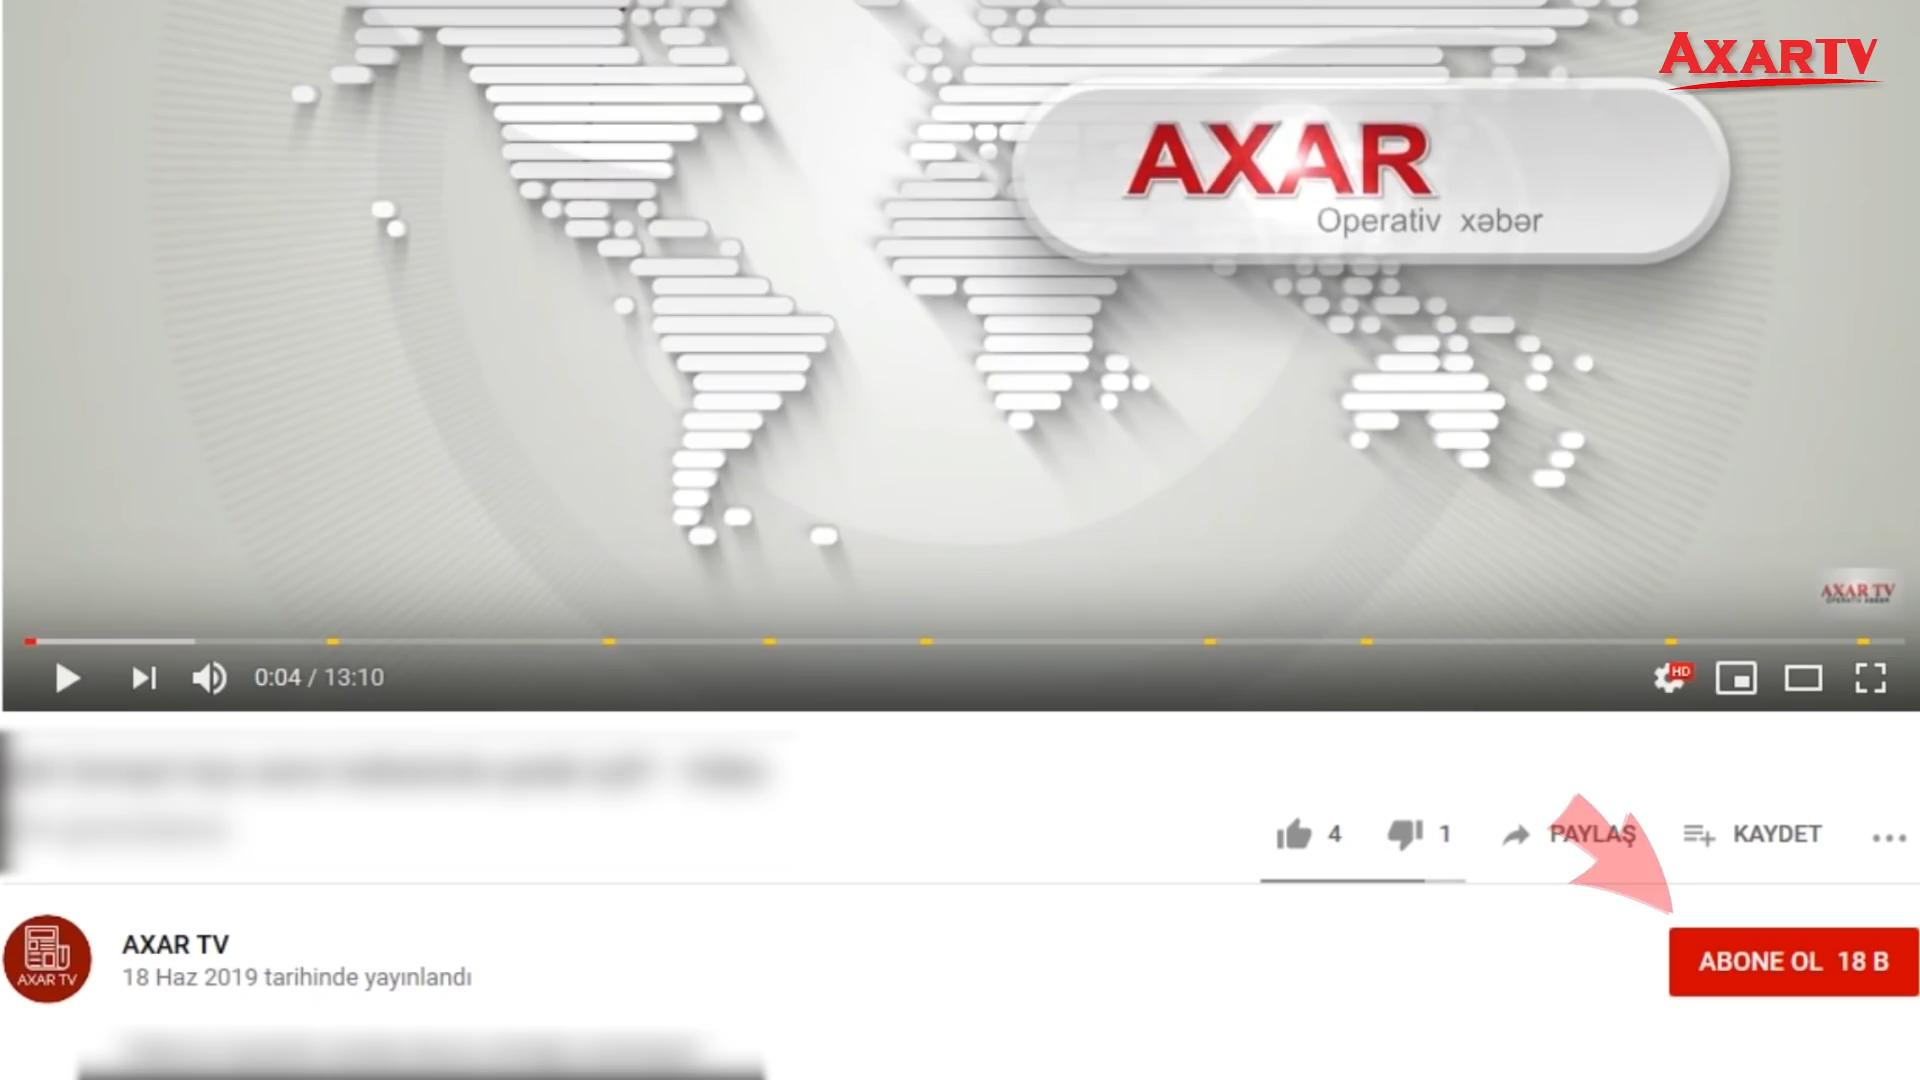 AXARTV
AXAR
Operativ xəbər
AXAR TV
0:04 / 13:10
HD
4
1
PAYLAŞ
KAYDET
AXAR TV
AXAR TV
18 Haz 2019 tarihinde yayınlandı
ABONE OL 18 B